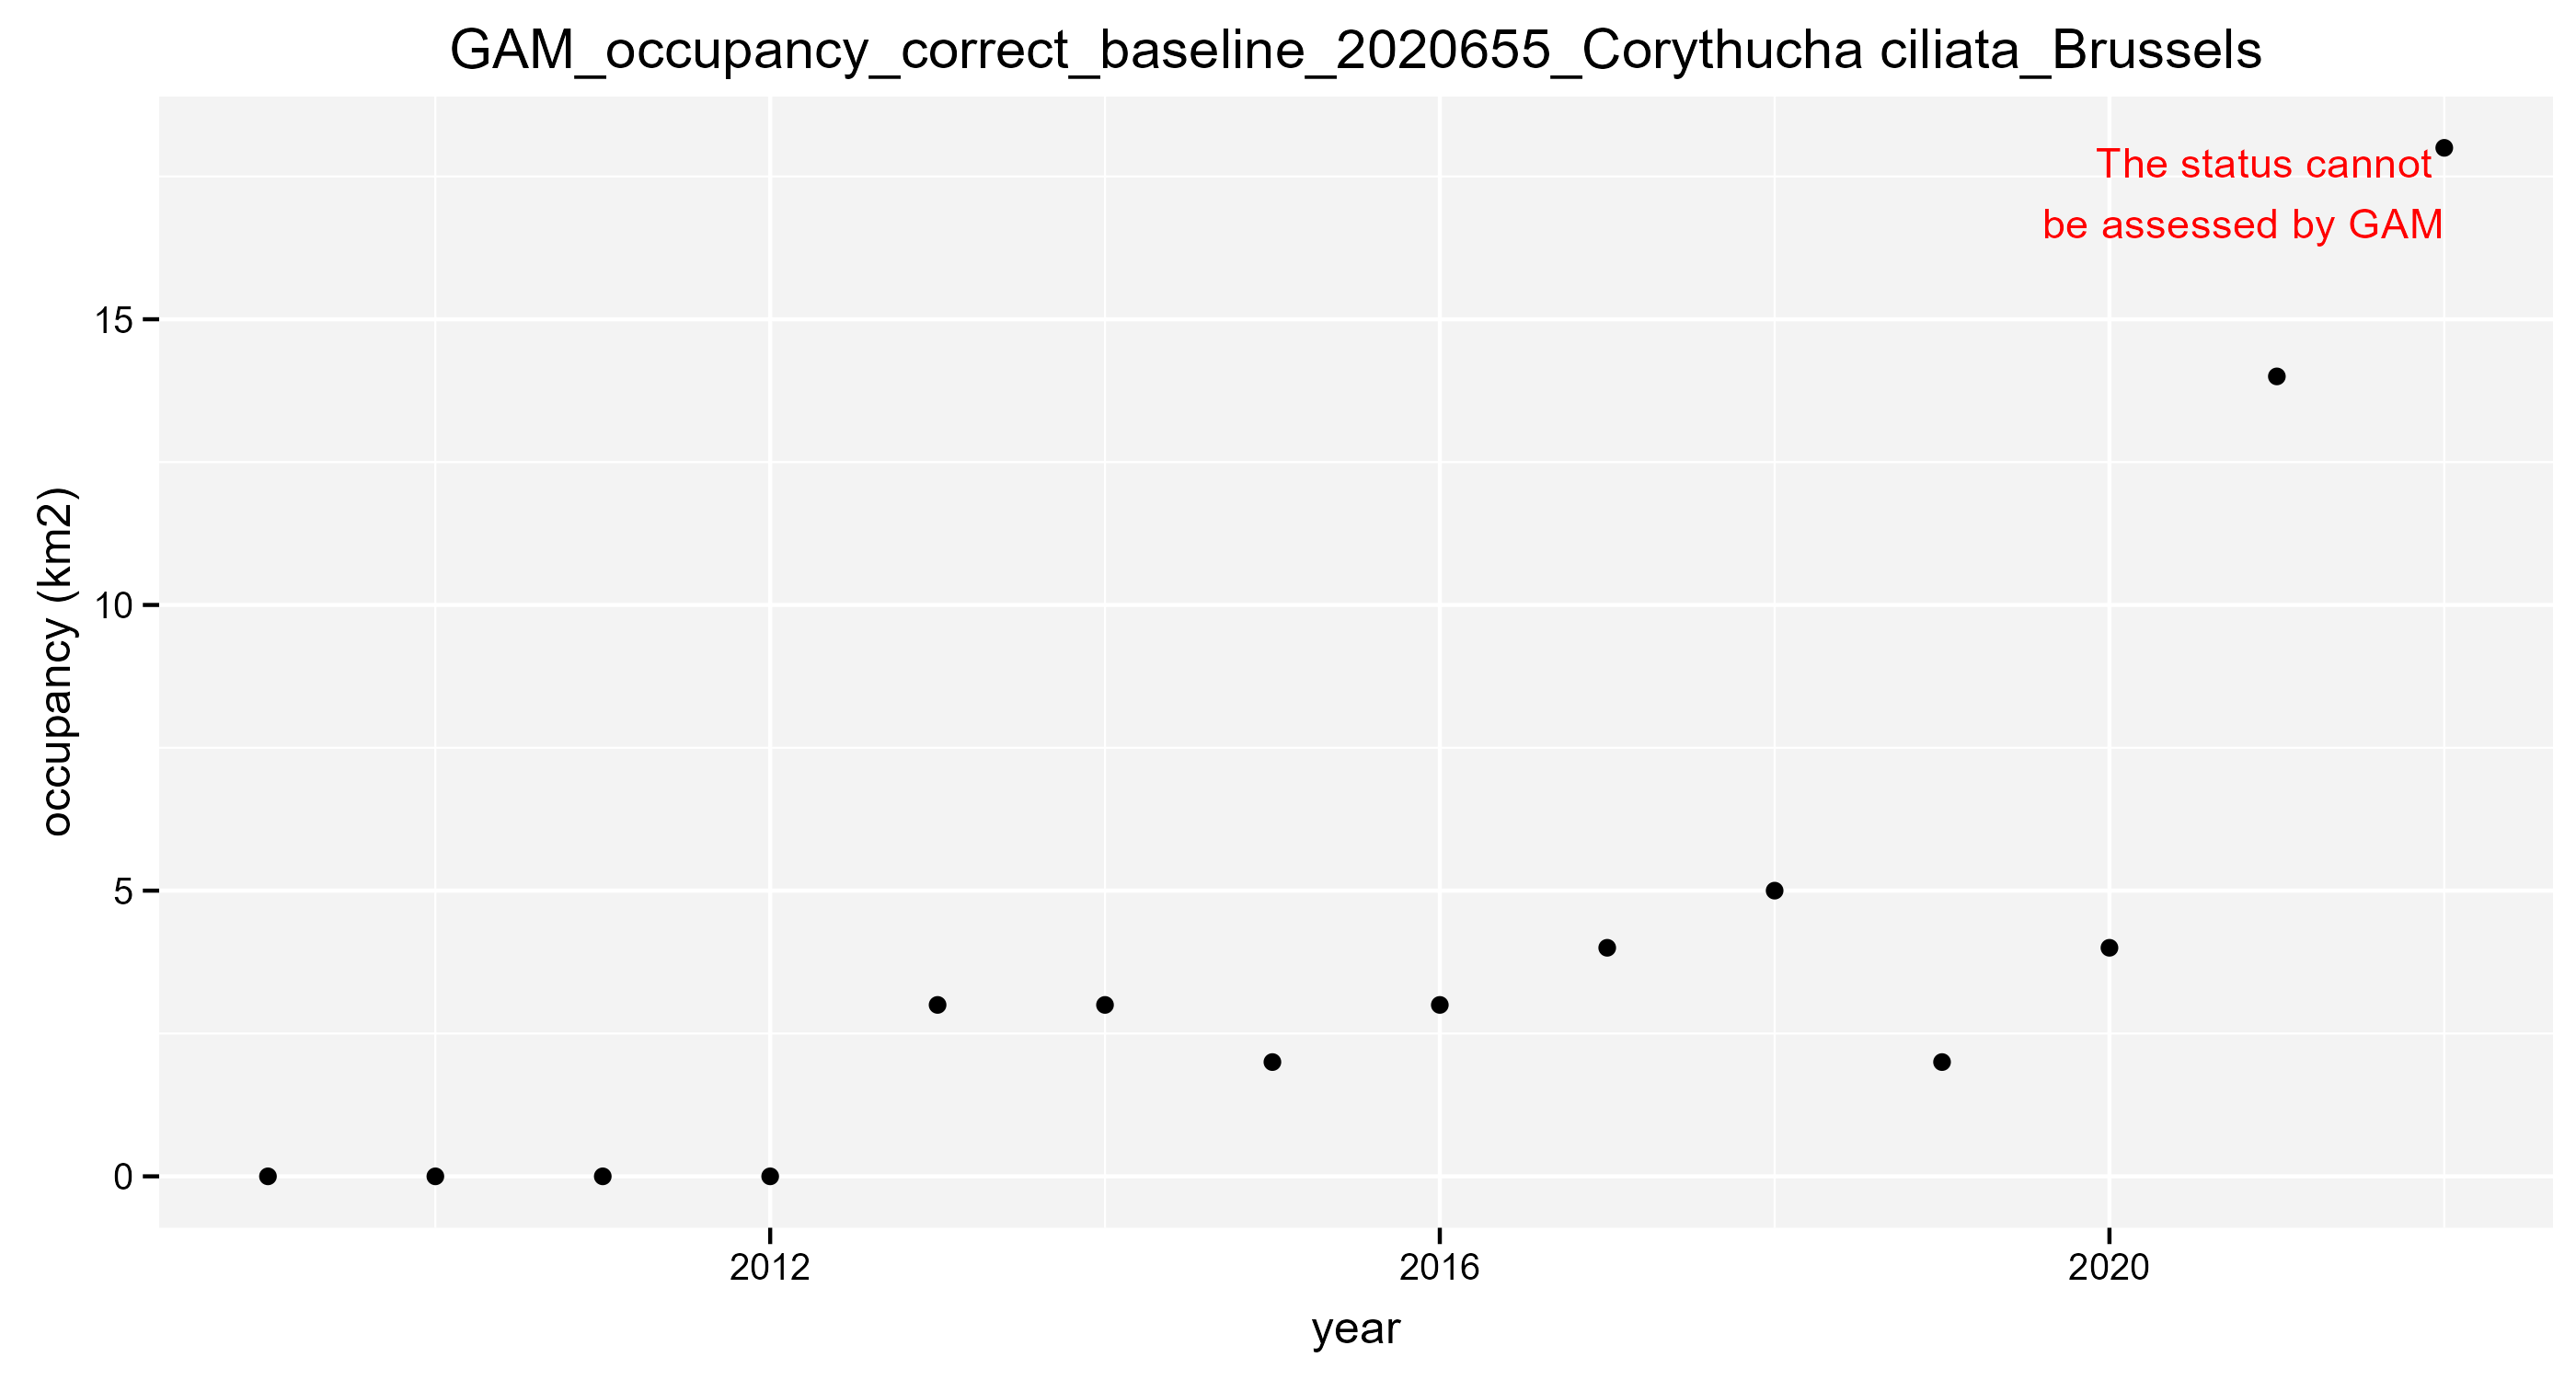 GAM_occupancy_correct_baseline_2020655_Corythucha ciliata_Brussels
The status cannot
be assessed by GAM
15
10
5
0
occupancy (km2)
2012
2016
2020
year